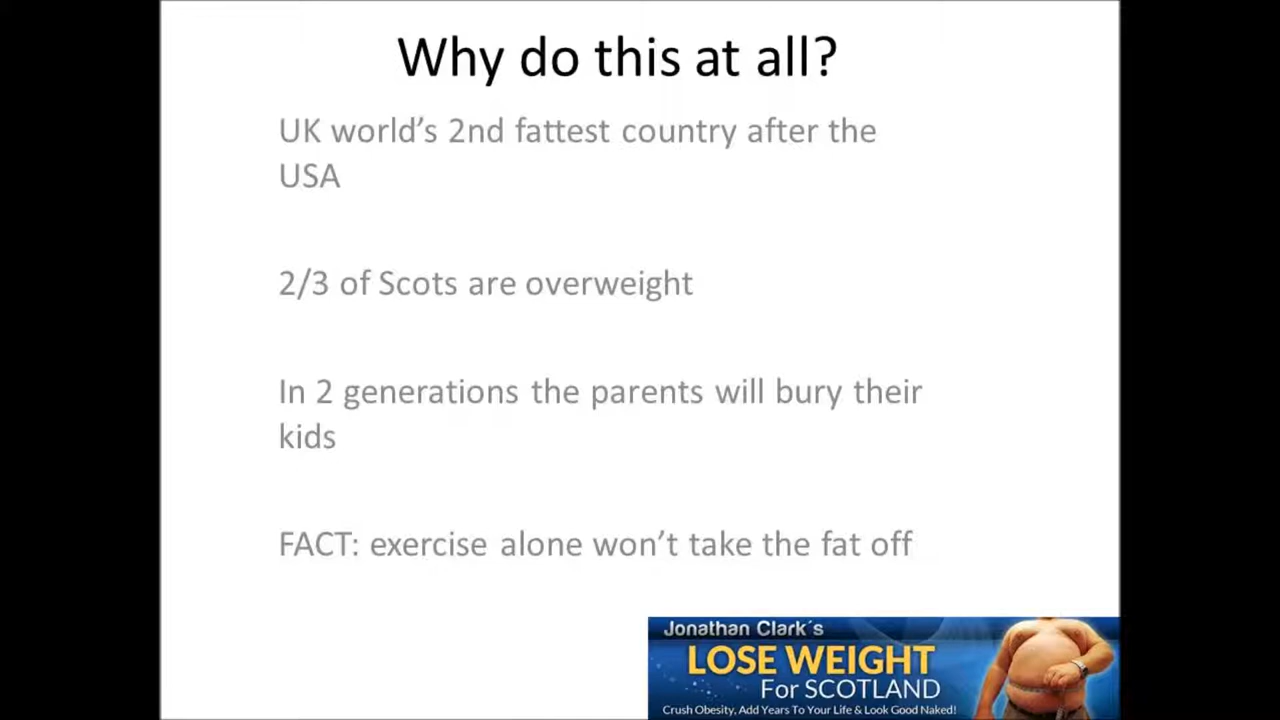 Why do this at all?
UK world’s 2nd fattest country after the
USA
2/3 of Scots are overweight
In 2 generations the parents will bury their
kids
FACT: exercise alone won’t take the fat off
Jonathan Clark´s
LOSE WEIGHT
For SCOTLAND
Crush Obesity, Add Years To Your Life & Look Good Naked!